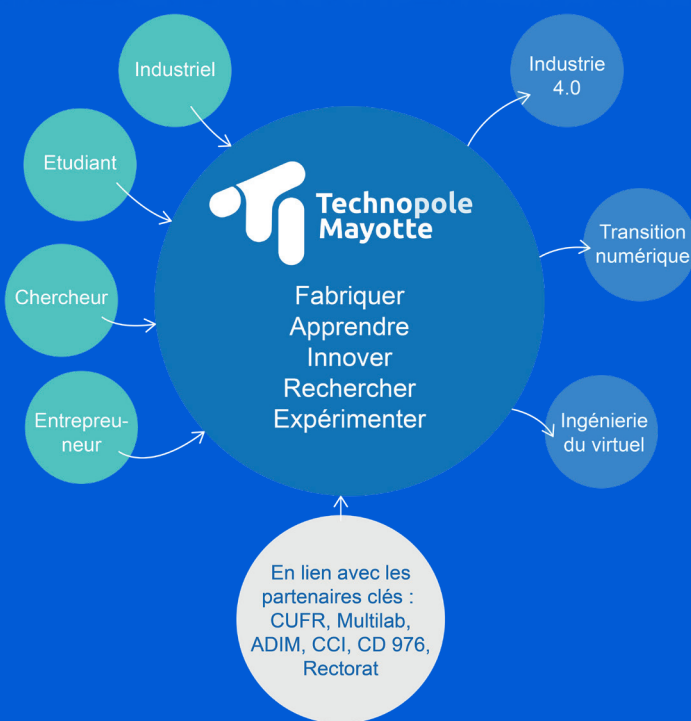 Industriel
Etudiant
Chercheur
Entrepreu-
neur
Technopole
Mayotte
Fabriquer
Apprendre
Innover
Rechercher
Expérimenter
Industrie
4.0
Transition
numérique
Ingénierie
du virtuel
En lien avec les
partenaires clés :
CUFR, Multilab,
ADIM, CCI, CD 976,
Rectorat